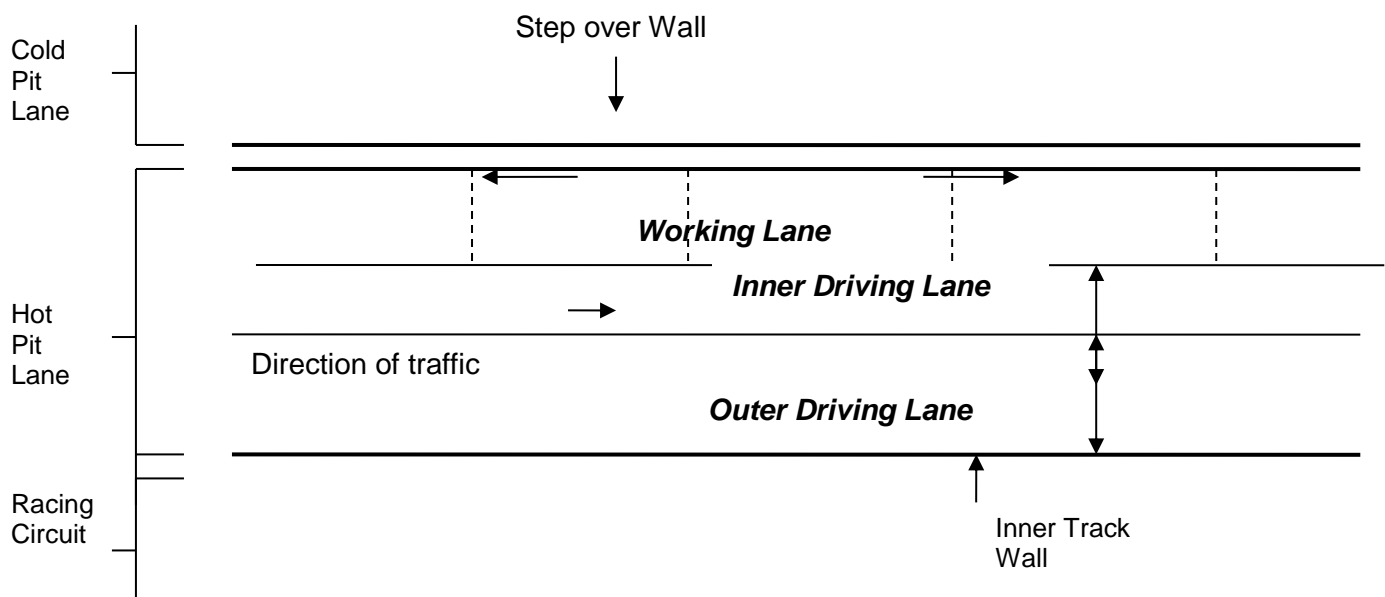 Step over Wall
Cold
Pit
Lane
Working Lane
Inner Driving Lane
Hot
Pit
Lane
Direction of traffic
Outer Driving Lane
Racing
Circuit
Inner Track
Wall